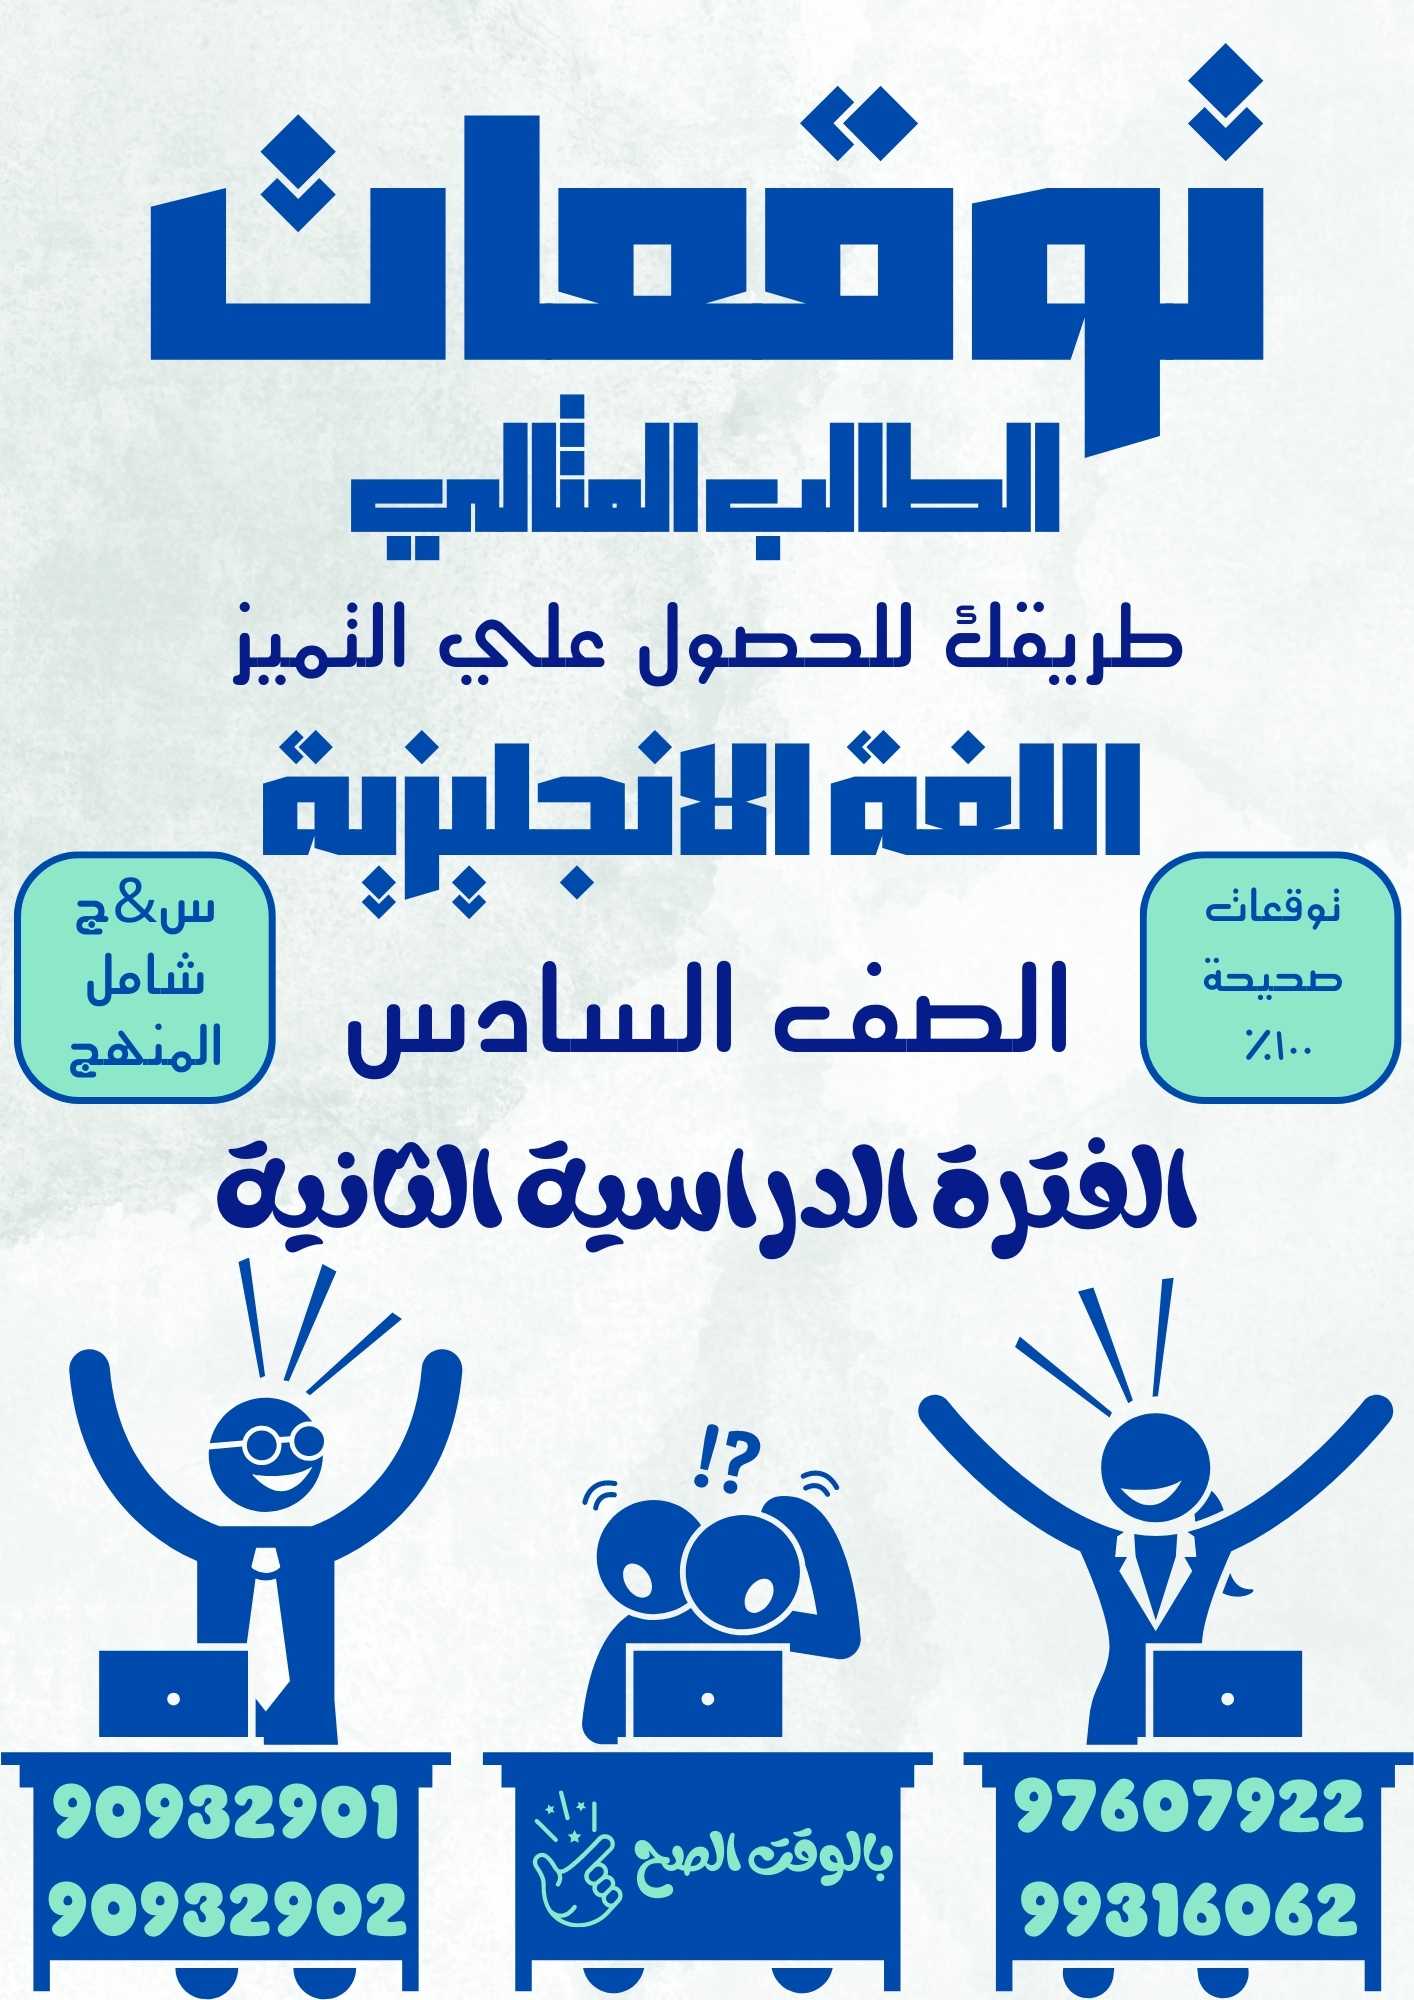 توقعات
الطالب المثالي
طريقك للحصول علي التميز
اللغة الانجليزية
توقعات
صحيحة
١٠٠٪
س&ج
شامل
المنهج
الصف السادس
الفترة الدراسية الثانية
!?
97607922
99316062
بالوقت الصح
90932901
90932902